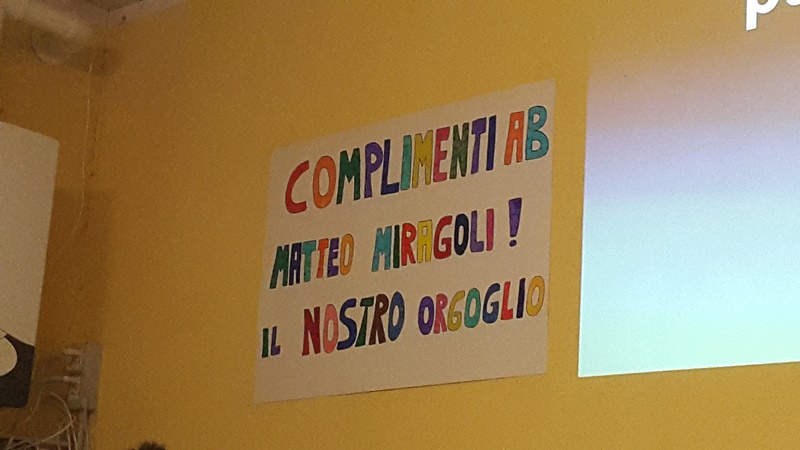 COMPLIMENTI AB
MATTEO MIRAGOLI!
IL NOSTRO ORGOGLIO